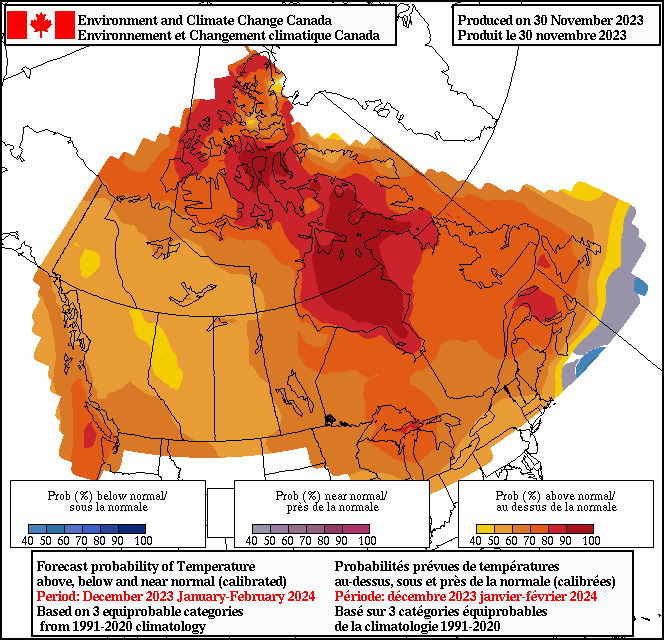 Environment and Climate Change Canada
Environnement et Changement climatique Canada
Produced on 30 November 2023
Produit le 30 novembre 2023
Prob (%) below normal/
sous la normale
40 50 60 70 80 90 100
Prob (%) near normal/
près de la normale
40 50 60 70 80 90 100
Prob (%) above normal/
au dessus de la normale
40 50 60 70 80 90 100
Forecast probability of Temperature
above, below and near normal (calibrated)
Period: December 2023 January-February 2024
Based on 3 equiprobable categories
from 1991-2020 climatology
Probabilités prévues de températures
au-dessus, sous et près de la normale (calibrées)
Période: décembre 2023 janvier-février 2024
Basé sur 3 catégories équiprobables
de la climatologie 1991-2020